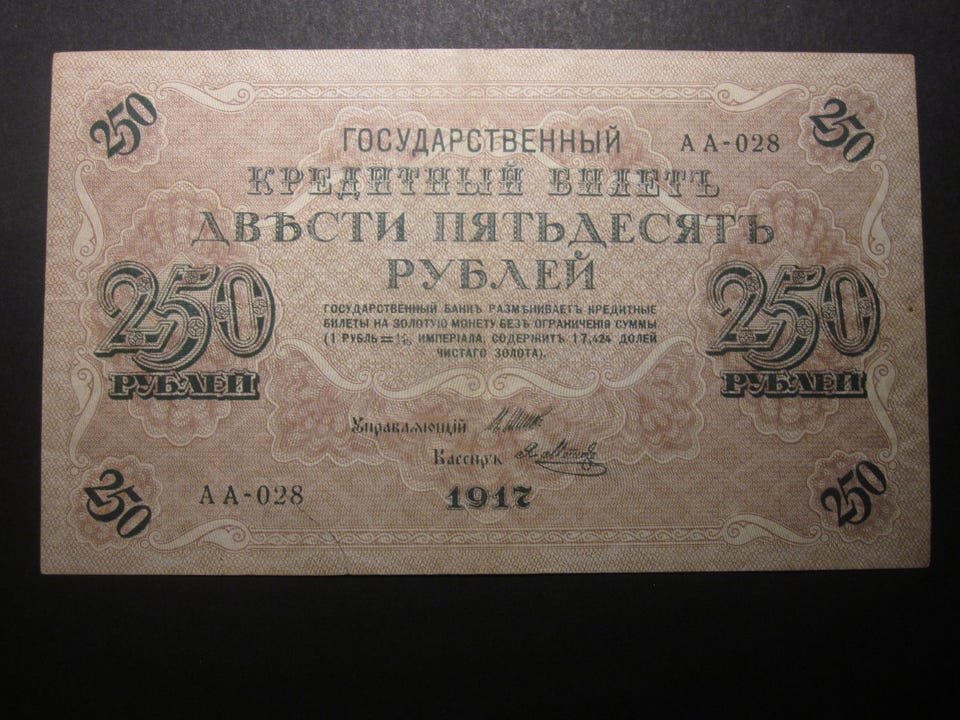 250 250
ГОСУДАРСТВЕННЫЙ АА-028
КРЕДИТНЫЙ БИЛЕТЪ
ДВѢСТИ ПЯТЬДЕСЯТЪ
РУБЛЕЙ
250 250
РУБЛЕЙ РУБЛЕЙ
ГОСУДАРСТВЕННЫЙ БАНКЪ РАЗМѢНИВАЕТЪ КРЕДИТНЫЕ
БИЛЕТЫ НА ЗОЛОТУЮ МОНЕТУ БЕЗЪ ОГРАНИЧЕНІЯ СУММЫ
(1 РУБЛЬ = 1/15 ИМПЕРІАЛА, СОДЕРЖИТЪ 17,424 ДОЛЕЙ
ЧИСТАГО ЗОЛОТА).
Управляющій
Кассиръ
250 АА-028 1917 250